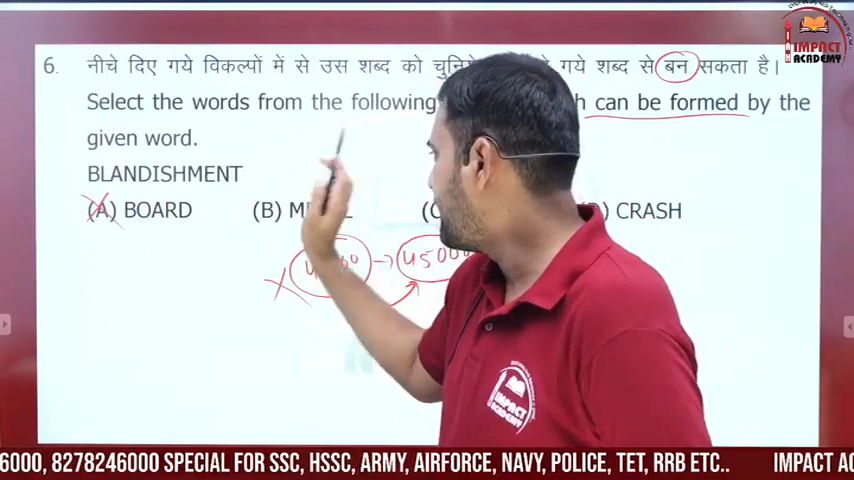 6. नीचे दिए गये विकल्पों में से उस शब्द को गये शब्द से बन सकता है।
Select the words from the following can be formed by the
given word.
BLANDISHMENT
(A) BOARD (B) (D) CRASH
45000
IMPACT
ACADEMY
IMPACT
ACADEMY
6000, 8278246000 SPECIAL FOR SSC, HSSC, ARMY, AIRFORCE, NAVY, POLICE, TET, RRB ETC.. IMPACT AC